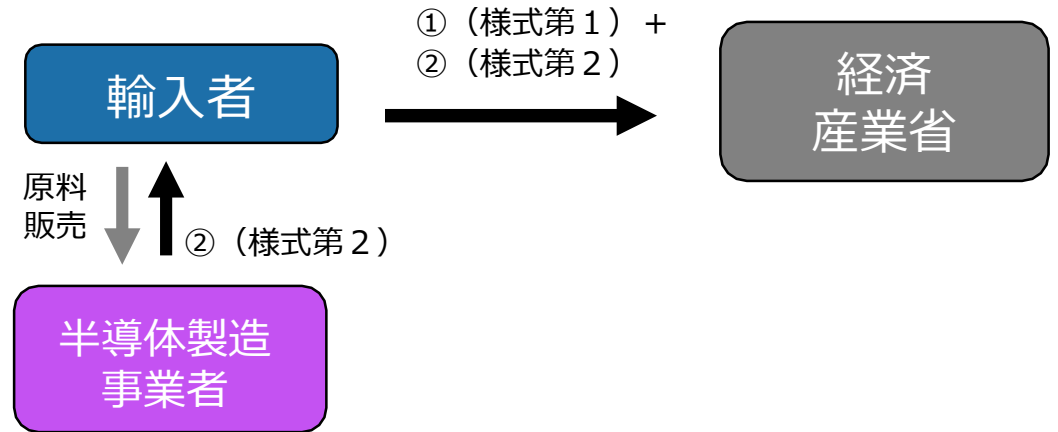 ①（様式第１）＋
②（様式第２）
輸入者
経済
産業省
原料
販売
②（様式第２）
半導体製造
事業者